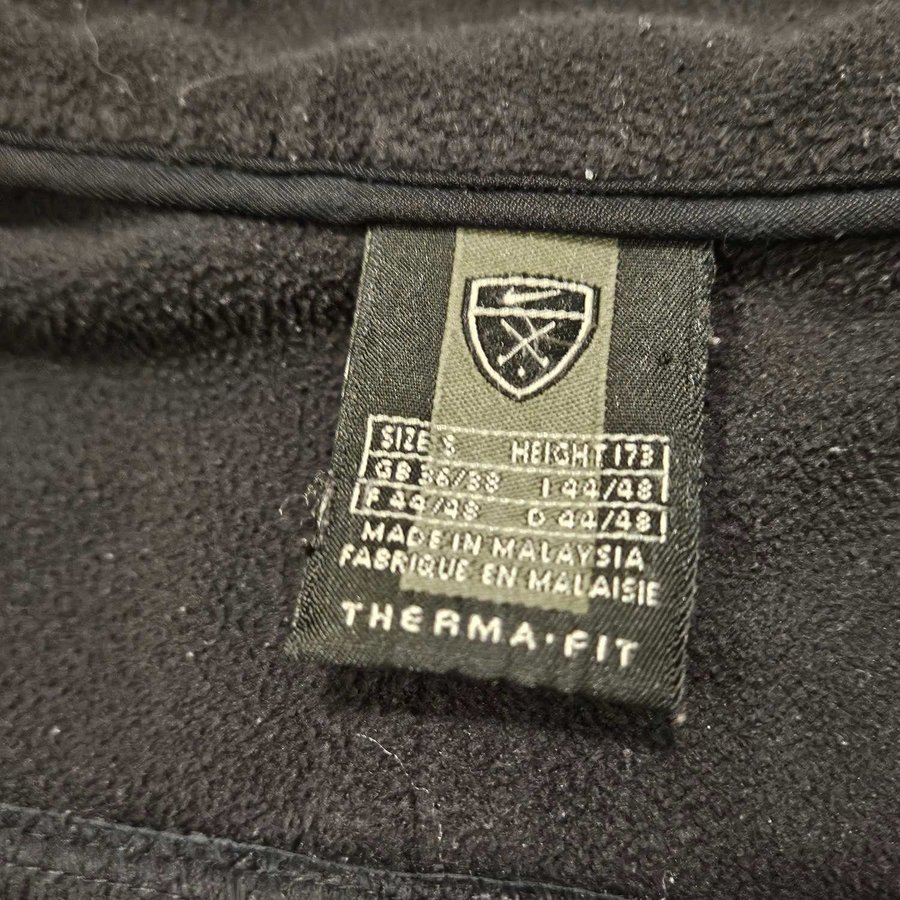 SIZE S HEIGHT 173
GB 36/38 I 44/48
F 44/48 D 44/48
MADE IN MALAYSIA
FABRIQUE EN MALAISIE
THERMA·FIT